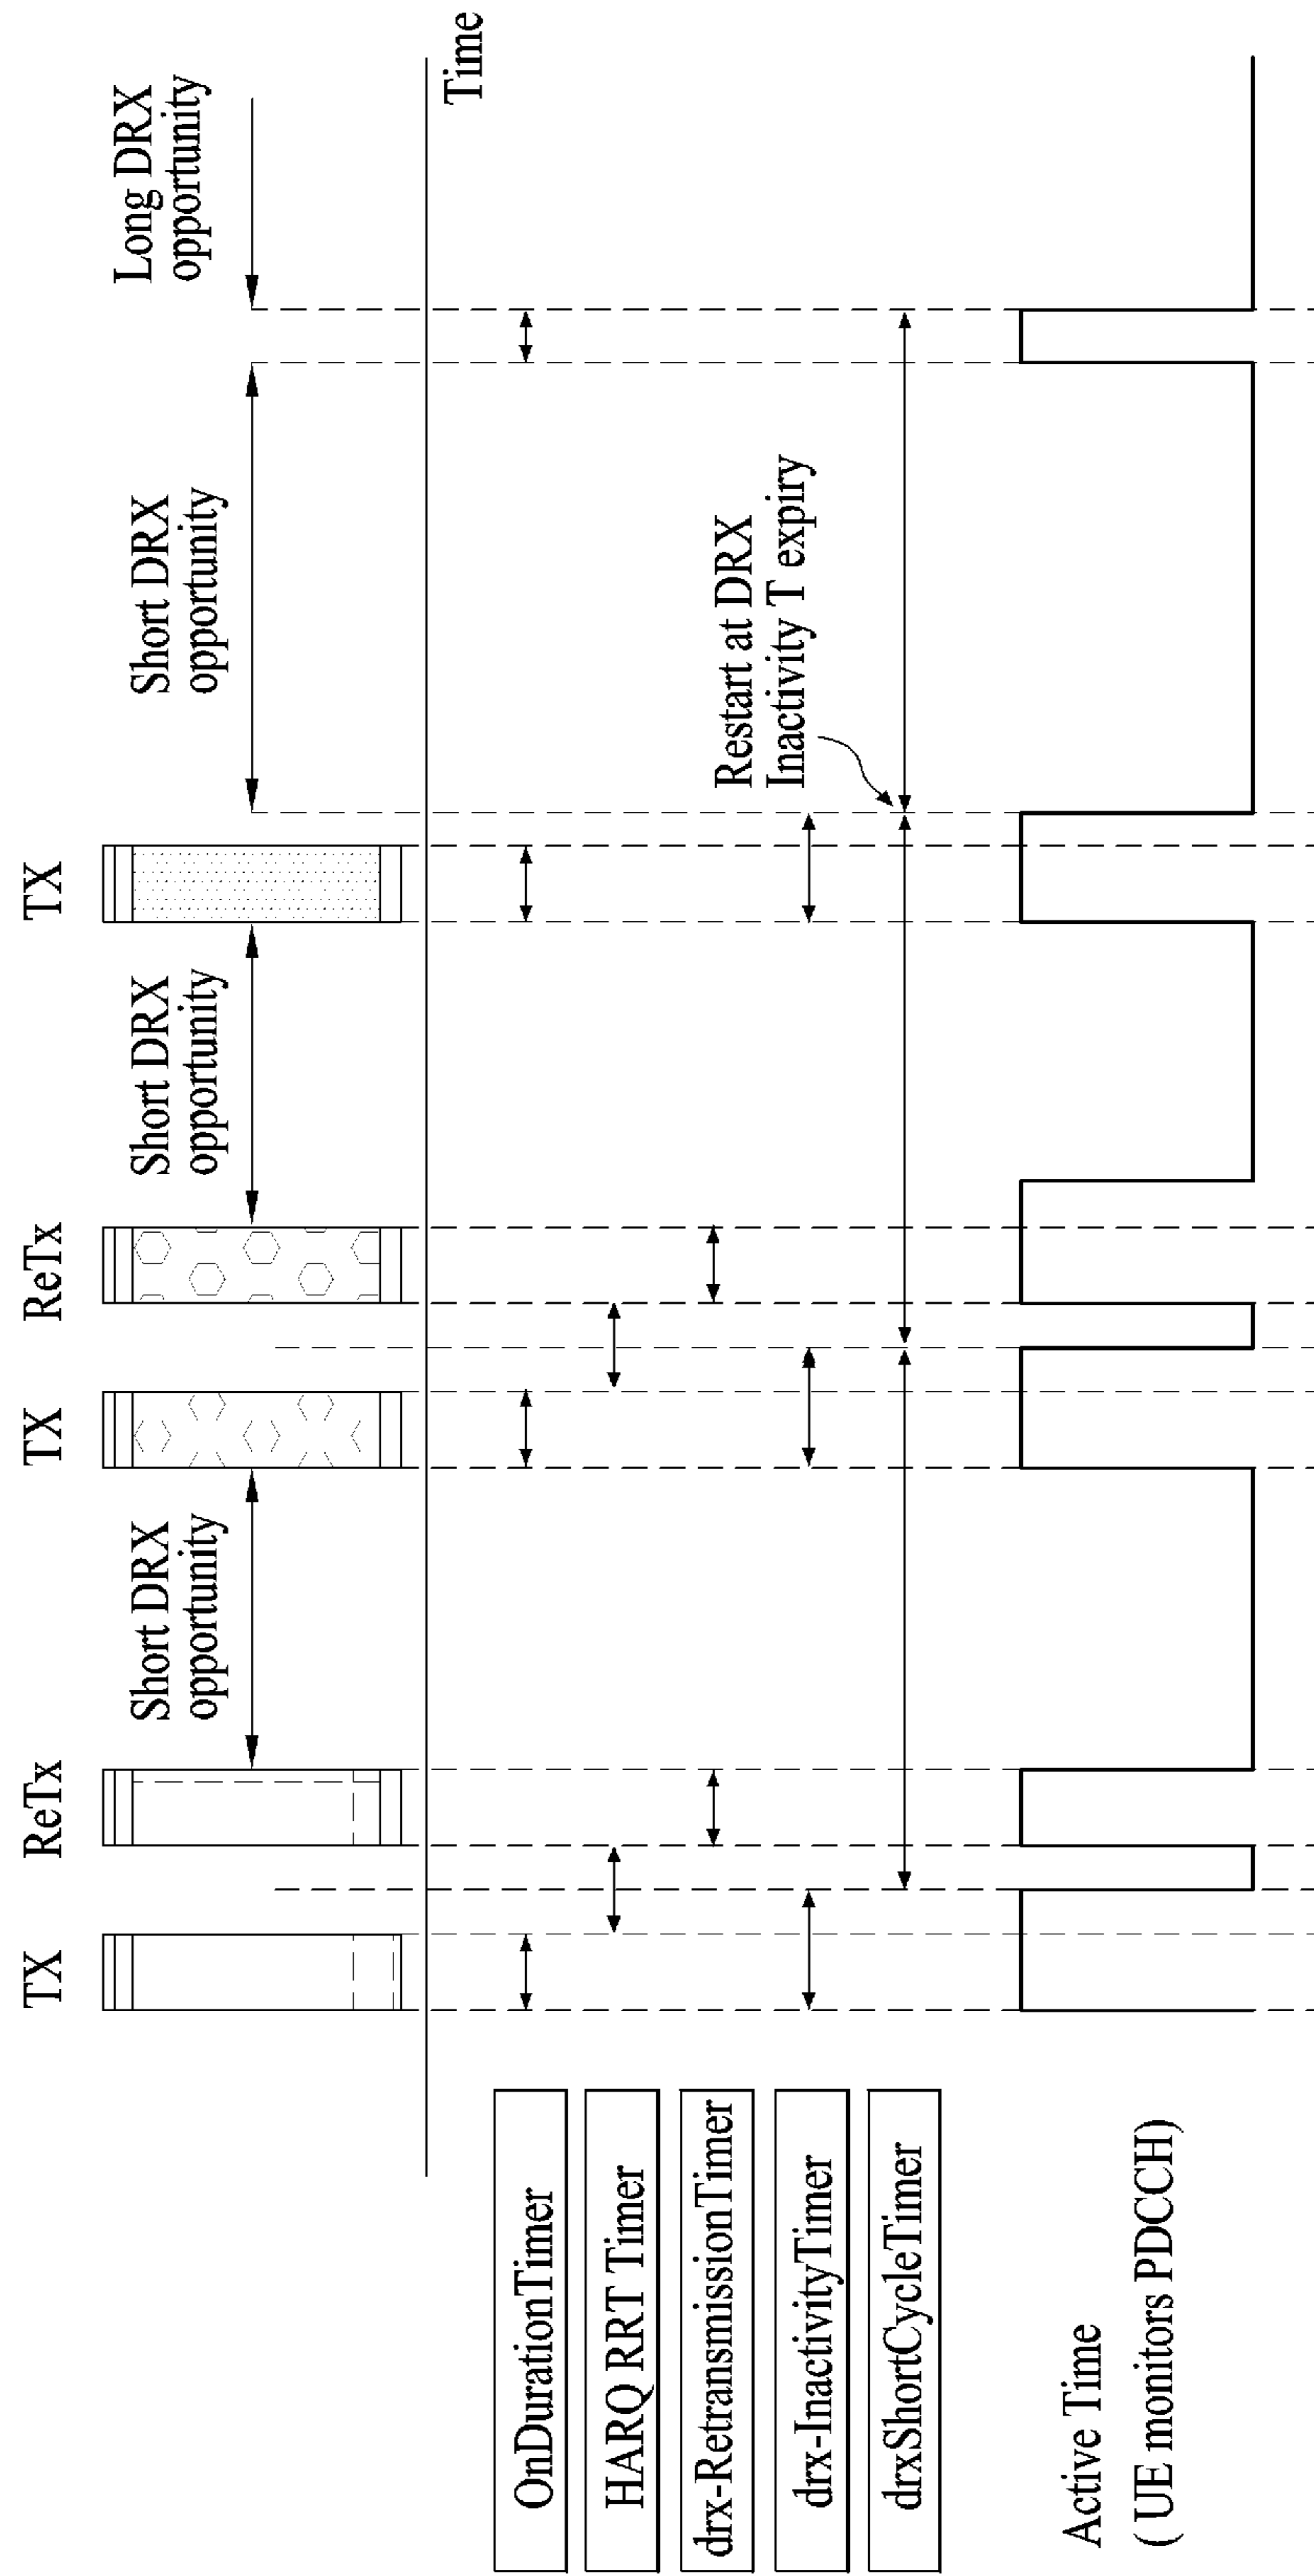 TX
ReTx
TX
ReTx
TX
Short DRX
opportunity
Short DRX
opportunity
Short DRX
opportunity
Long DRX
opportunity
Time
OnDurationTimer
HARQ RRT Timer
drx-RetransmissionTimer
drx-InactivityTimer
drxShortCycleTimer
Restart at DRX
Inactivity T expiry
Active Time
( UE monitors PDCCH)